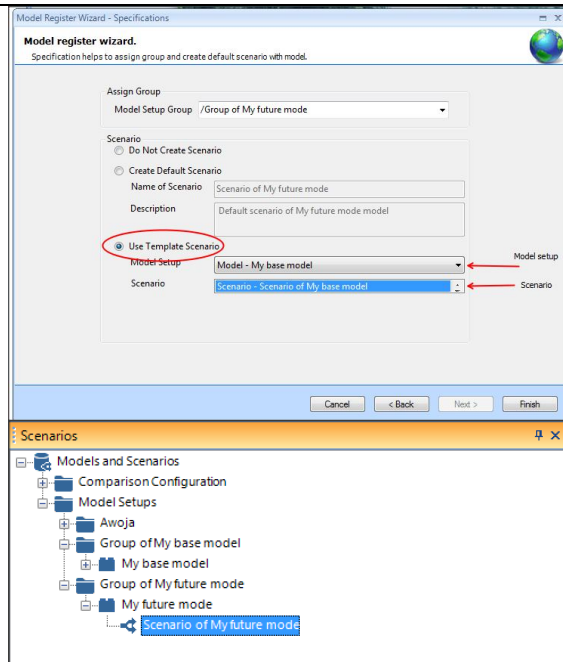 Model Register Wizard - Specifications
Model register wizard.
Specification helps to assign group and create default scenario with model.
Assign Group
Model Setup Group /Group of My future mode
Scenario
Do Not Create Scenario
Create Default Scenario
Name of Scenario Scenario of My future mode
Description Default scenario of My future mode model
Use Template Scenario
Model Setup Model - My base model Model setup
Scenario Scenario - Scenario of My base model Scenario
Cancel < Back Next > Finish
Scenarios
Models and Scenarios
Comparison Configuration
Model Setups
Awoja
Group of My base model
My base model
Group of My future mode
My future mode
Scenario of My future mode